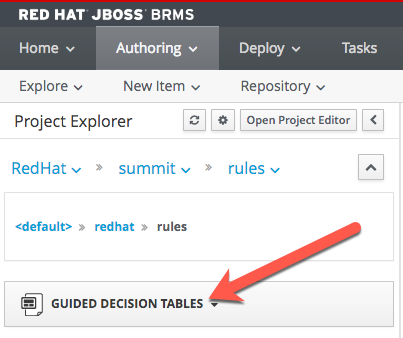 RED HAT JBOSS BRMS
Home Authoring Deploy Tasks
Explore New Item Repository
Project Explorer Open Project Editor
RedHat » summit » rules
<default> » redhat » rules
GUIDED DECISION TABLES